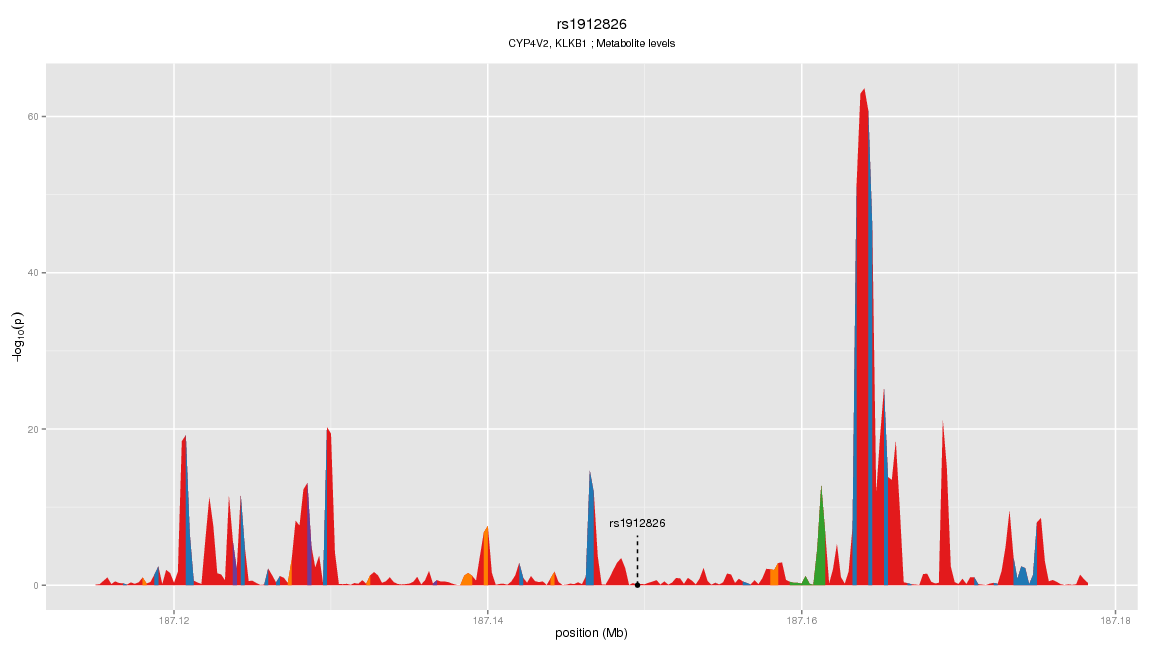 rs1912826
CYP4V2, KLKB1 ; Metabolite levels
−log10(p)
60
40
20
0
rs1912826
187.12
187.14
187.16
187.18
position (Mb)